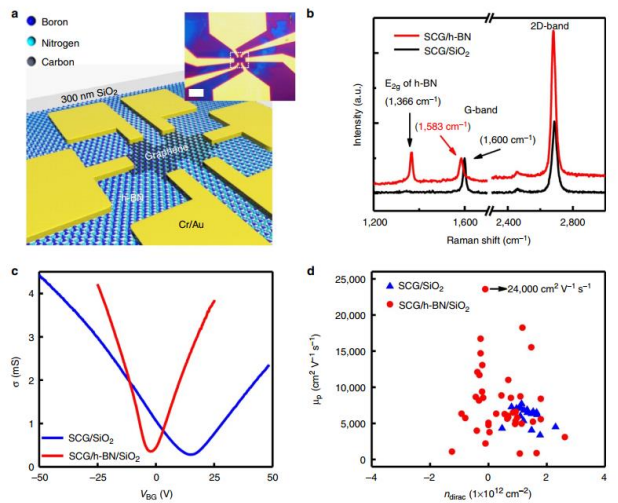 a
Boron
Nitrogen
Carbon
300 nm SiO₂
Graphene
h-BN
Cr/Au
b
2D-band
SCG/h-BN
SCG/SiO₂
E₂g of h-BN
(1,366 cm⁻¹)
G-band
(1,583 cm⁻¹)
(1,600 cm⁻¹)
Intensity (a.u.)
1,200 1,600 2,400 2,800
Raman shift (cm⁻¹)
c
4
3
2
1
0
σ (mS)
SCG/SiO₂
SCG/h-BN/SiO₂
−50 −25 0 25 50
V_BG (V)
d
25,000
20,000
15,000
10,000
5,000
0
μₚ (cm² V⁻¹ s⁻¹)
SCG/SiO₂
24,000 cm² V⁻¹ s⁻¹
SCG/h-BN/SiO₂
−4 −2 0 2 4
n_dirac (1×10¹² cm⁻²)